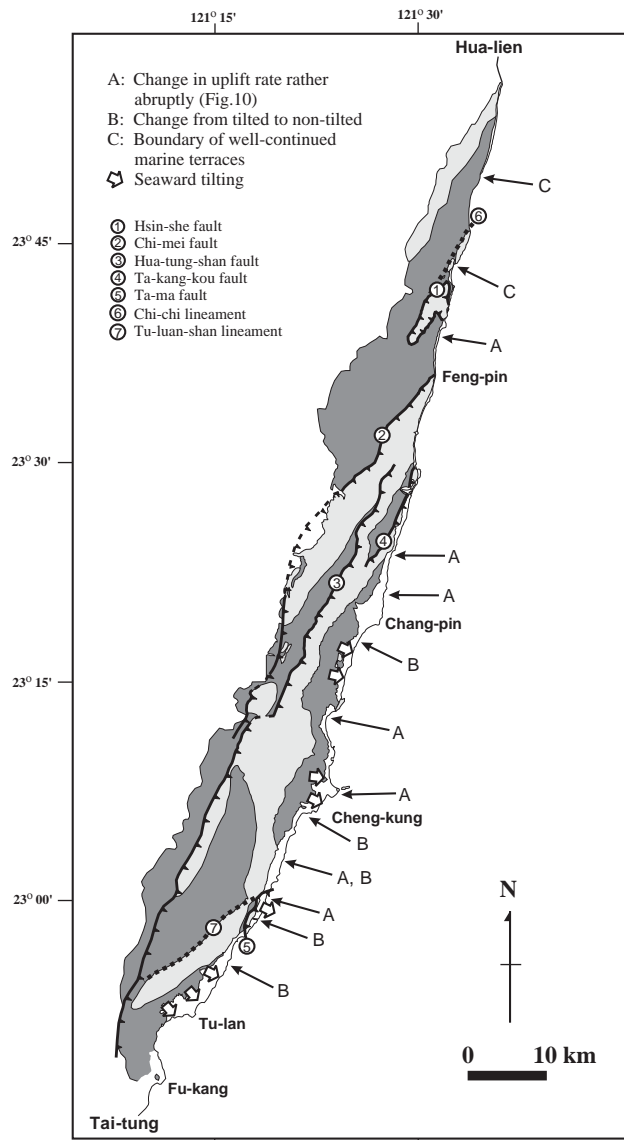 121° 15'
121° 30'
Hua-lien
A: Change in uplift rate rather
abruptly (Fig.10)
B: Change from tilted to non-tilted
C: Boundary of well-continued
marine terraces
Seaward tilting
C
① Hsin-she fault
② Chi-mei fault
③ Hua-tung-shan fault
④ Ta-kang-kou fault
⑤ Ta-ma fault
⑥ Chi-chi lineament
⑦ Tu-luan-shan lineament
6
23° 45'
C
1
A
Feng-pin
2
23° 30'
4
A
3
A
Chang-pin
B
23° 15'
A
A
Cheng-kung
B
A, B
23° 00'
N
A
7
B
5
B
Tu-lan
0 10 km
Fu-kang
Tai-tung